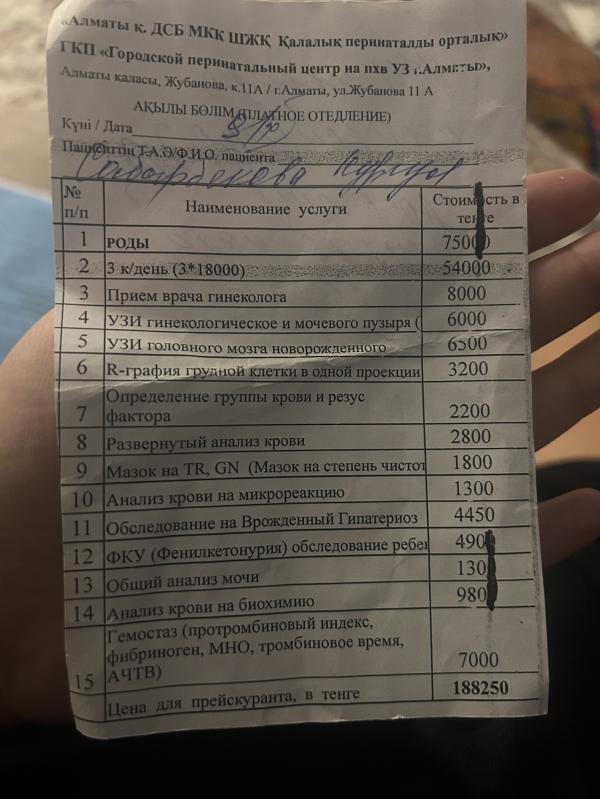 «Алматы қ. ДСБ МКҚ ШЖҚ Қалалық перинаталды орталық»
ГКП «Городской перинатальный центр на пхв УЗ г.Алматы»,
Алматы қаласы, Жубанова, к.11А / г.Алматы, ул.Жубанова 11 А
АҚЫЛЫ БӨЛІМ (ПЛАТНОЕ ОТЕДЛЕНИЕ)
Күні / Дата
Пациенттің Т.А.Ә/Ф.И.О. пациента
№ п/п Наименование услуги Стоимость в тенге
1 РОДЫ 75000
2 3 к/день (3*18000) 54000
3 Прием врача гинеколога 8000
4 УЗИ гинекологическое и мочевого пузыря ( 6000
5 УЗИ головного мозга новорожденного 6500
6 R-графия грудной клетки в одной проекции 3200
7 Определение группы крови и резус
фактора 2200
8 Развернутый анализ крови 2800
9 Мазок на TR, GN (Мазок на степень чистот 1800
10 Анализ крови на микрореакцию 1300
11 Обследование на Врожденный Гипатериоз 4450
12 ФКУ (Фенилкетонурия) обследование ребен 490
13 Общий анализ мочи 130
14 Анализ крови на биохимию 980
Гемостаз (протромбиновый индекс,
фибриноген, МНО, тромбиновое время,
15 АЧТВ) 7000
Цена для прейскуранта, в тенге 188250